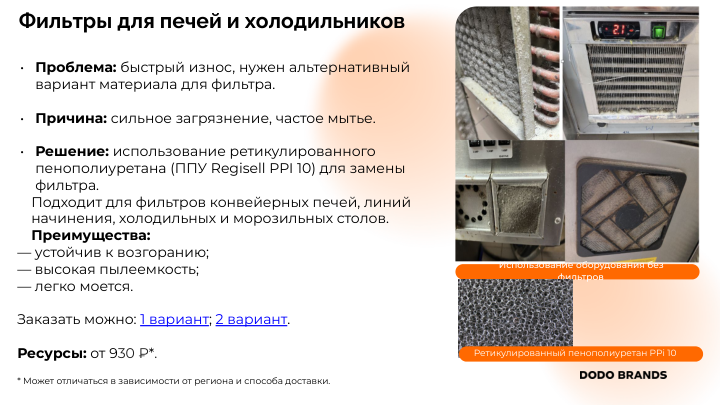 Фильтры для печей и холодильников
• Проблема: быстрый износ, нужен альтернативный
вариант материала для фильтра.
• Причина: сильное загрязнение, частое мытье.
• Решение: использование ретикулированного
пенополиуретана (ППУ Regisell PPI 10) для замены
фильтра.
Подходит для фильтров конвейерных печей, линий
начинения, холодильных и морозильных столов.
Преимущества:
— устойчив к возгоранию;
— высокая пылеемкость;
— легко моется.
Заказать можно: 1 вариант; 2 вариант.
Ресурсы: от 930 ₽*.
* Может отличаться в зависимости от региона и способа доставки.
2.1
Использование оборудования без
фильтров
Ретикулированный пенополиуретан PPI 10
DODO BRANDS